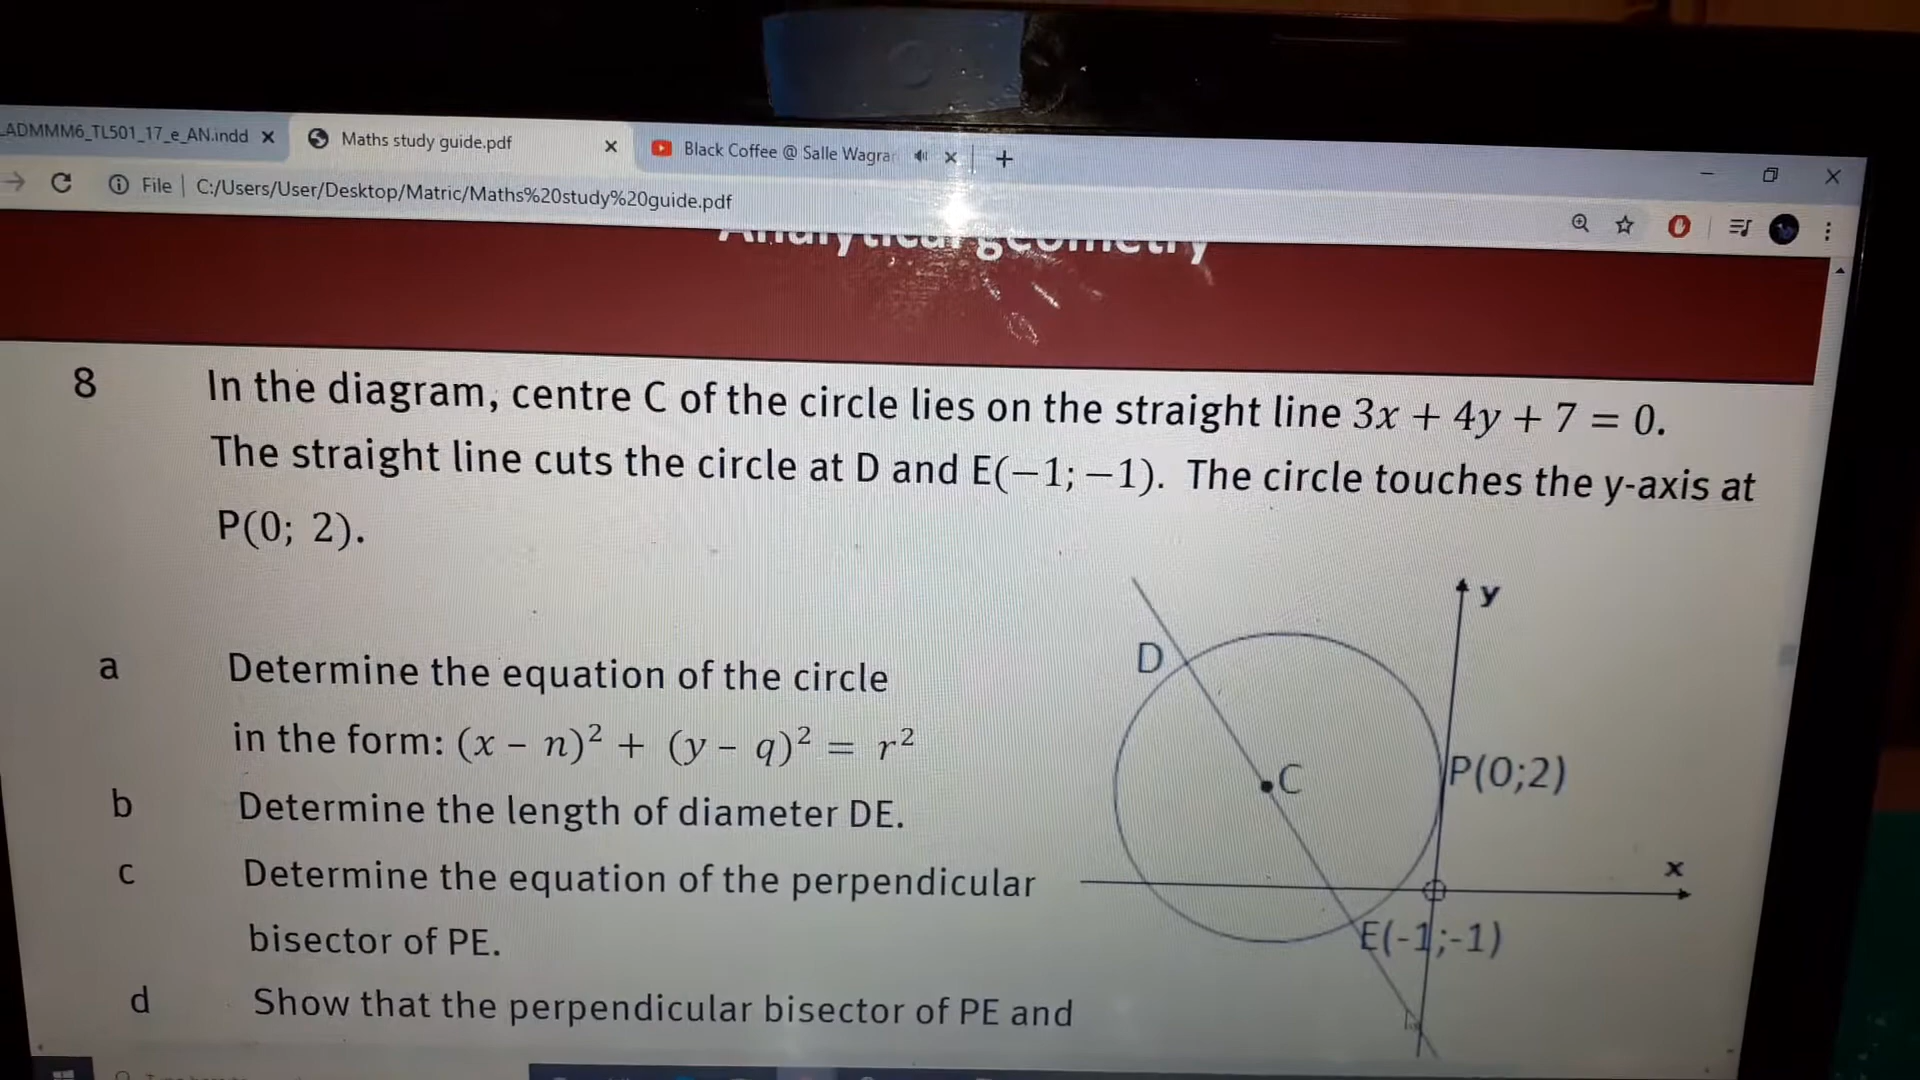 _ADMMM6_TL501_17_e_AN.indd
Maths study guide.pdf
Black Coffee @ Salle Wagrar
File | C:/Users/User/Desktop/Matric/Maths%20study%20guide.pdf
Analytical geometry
8 In the diagram, centre C of the circle lies on the straight line 3x + 4y + 7 = 0.
The straight line cuts the circle at D and E(−1; −1). The circle touches the y-axis at
P(0; 2).
a Determine the equation of the circle
in the form: (x − n)² + (y − q)² = r²
b Determine the length of diameter DE.
c Determine the equation of the perpendicular
bisector of PE.
d Show that the perpendicular bisector of PE and
y
D
C
P(0;2)
x
E(-1;-1)